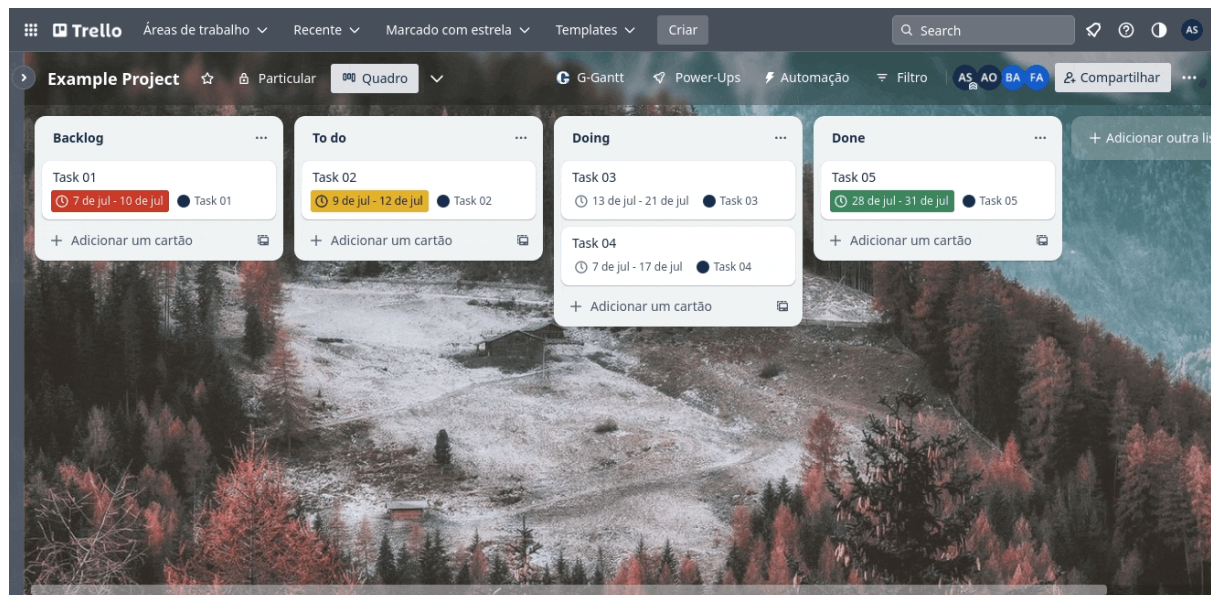 Trello Áreas de trabalho Recente Marcado com estrela Templates Criar Search AS
Example Project Particular Quadro G-Gantt Power-Ups Automação Filtro AS AO BA FA Compartilhar
Backlog
Task 01
7 de jul - 10 de jul Task 01
Adicionar um cartão
To do
Task 02
9 de jul - 12 de jul Task 02
Adicionar um cartão
Doing
Task 03
13 de jul - 21 de jul Task 03
Task 04
7 de jul - 17 de jul Task 04
Adicionar um cartão
Done
Task 05
28 de jul - 31 de jul Task 05
Adicionar um cartão
Adicionar outra lis